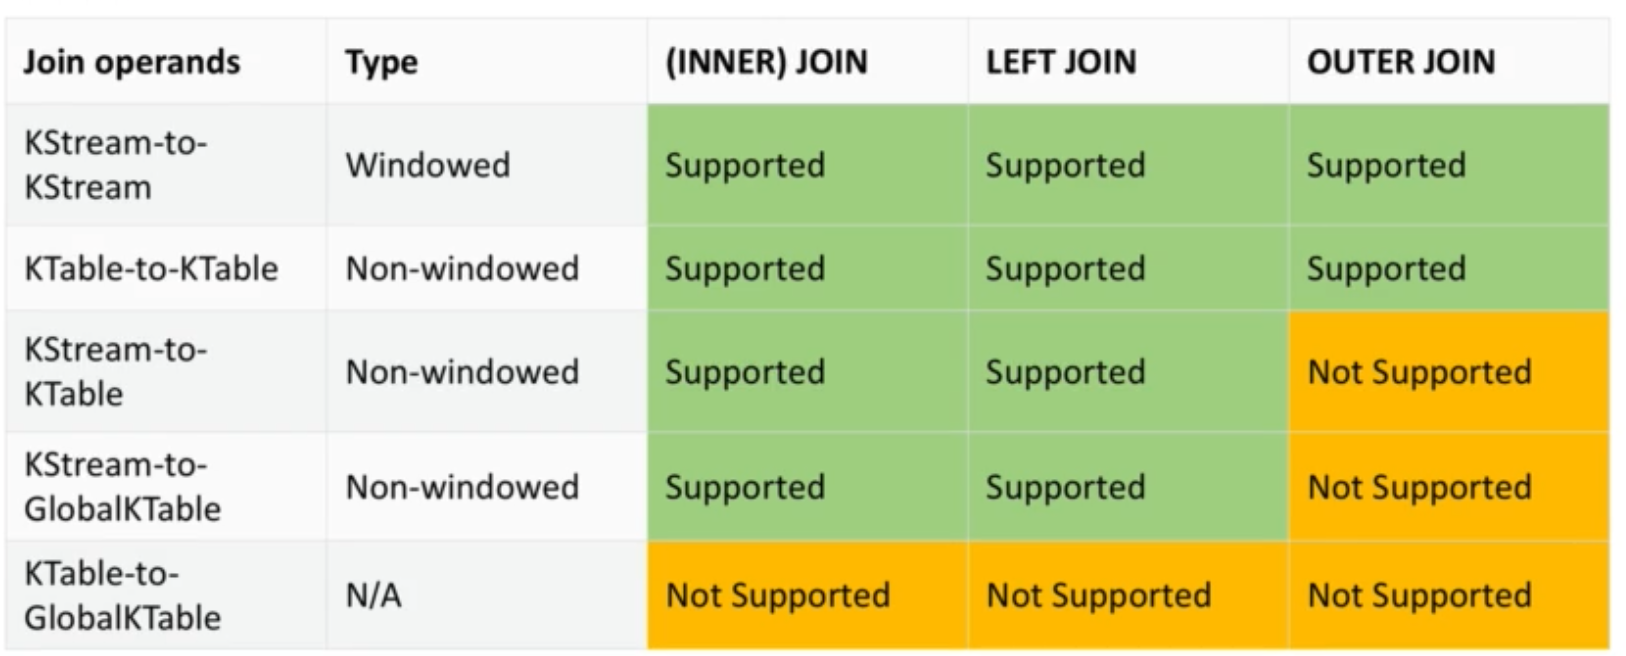 Join operands Type (INNER) JOIN LEFT JOIN OUTER JOIN
KStream-to-
KStream
Windowed Supported Supported Supported
KTable-to-KTable Non-windowed Supported Supported Supported
KStream-to-
KTable
Non-windowed Supported Supported Not Supported
KStream-to-
GlobalKTable
Non-windowed Supported Supported Not Supported
KTable-to-
GlobalKTable
N/A Not Supported Not Supported Not Supported